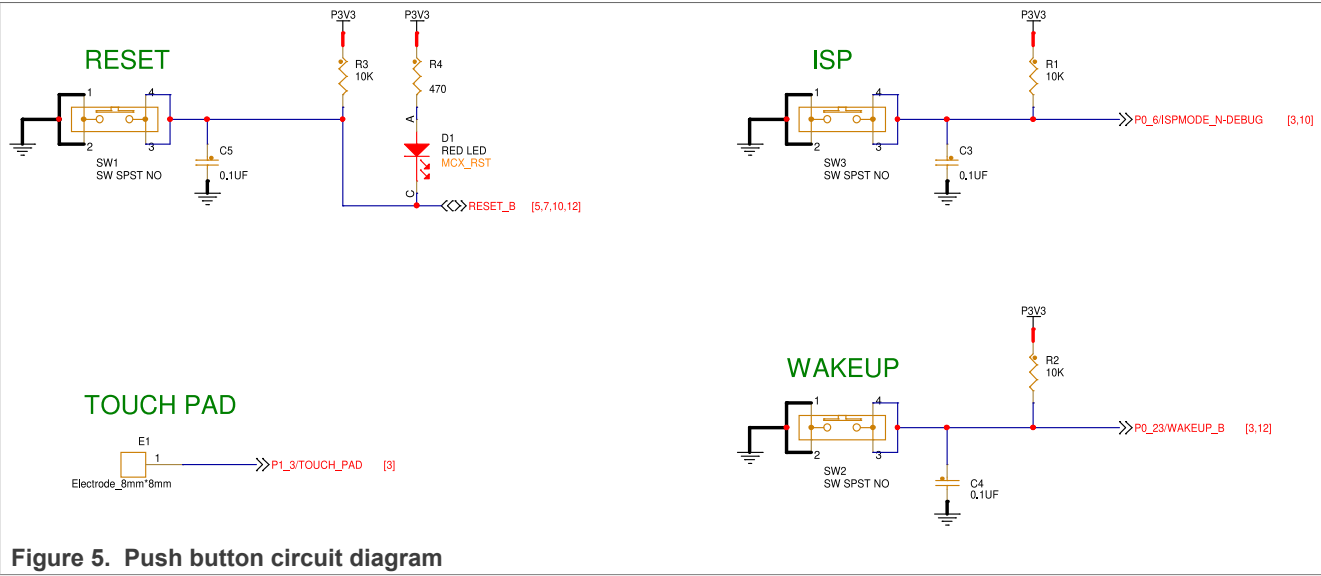 RESET
P3V3
P3V3
R3
10K
R4
470
1
4
2
3
SW1
SW SPST NO
C5
0.1UF
A
D1
RED LED
MCX_RST
C
RESET_B [5,7,10,12]
ISP
P3V3
R1
10K
1
4
2
3
SW3
SW SPST NO
C3
0.1UF
P0_6/ISPMODE_N-DEBUG [3,10]
TOUCH PAD
E1
1
Electrode_8mm*8mm
P1_3/TOUCH_PAD [3]
WAKEUP
P3V3
R2
10K
1
4
2
3
SW2
SW SPST NO
C4
0.1UF
P0_23/WAKEUP_B [3,12]
Figure 5. Push button circuit diagram